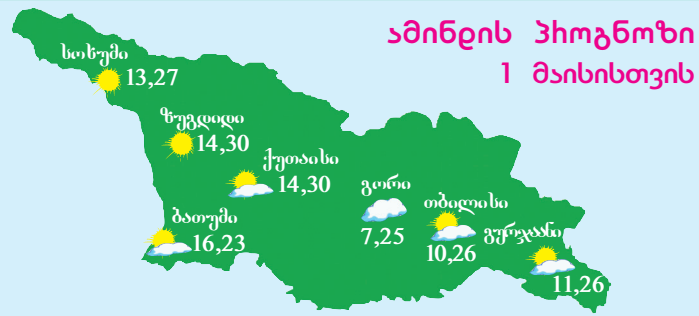 ამინდის პროგნოზი
1 მაისისთვის
სოხუმი
13,27
ზუგდიდი
14,30
ქუთაისი
14,30
გორი
7,25
თბილისი
10,26
გურჯაანი
11,26
ბათუმი
16,23